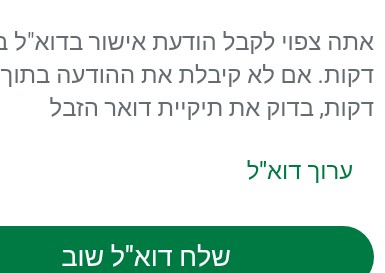 אתה צפוי לקבל הודעת אישור בדוא"ל
דקות. אם לא קיבלת את ההודעה בתוך
דקות, בדוק את תיקיית דואר הזבל
ערוך דוא"ל
שלח דוא"ל שוב